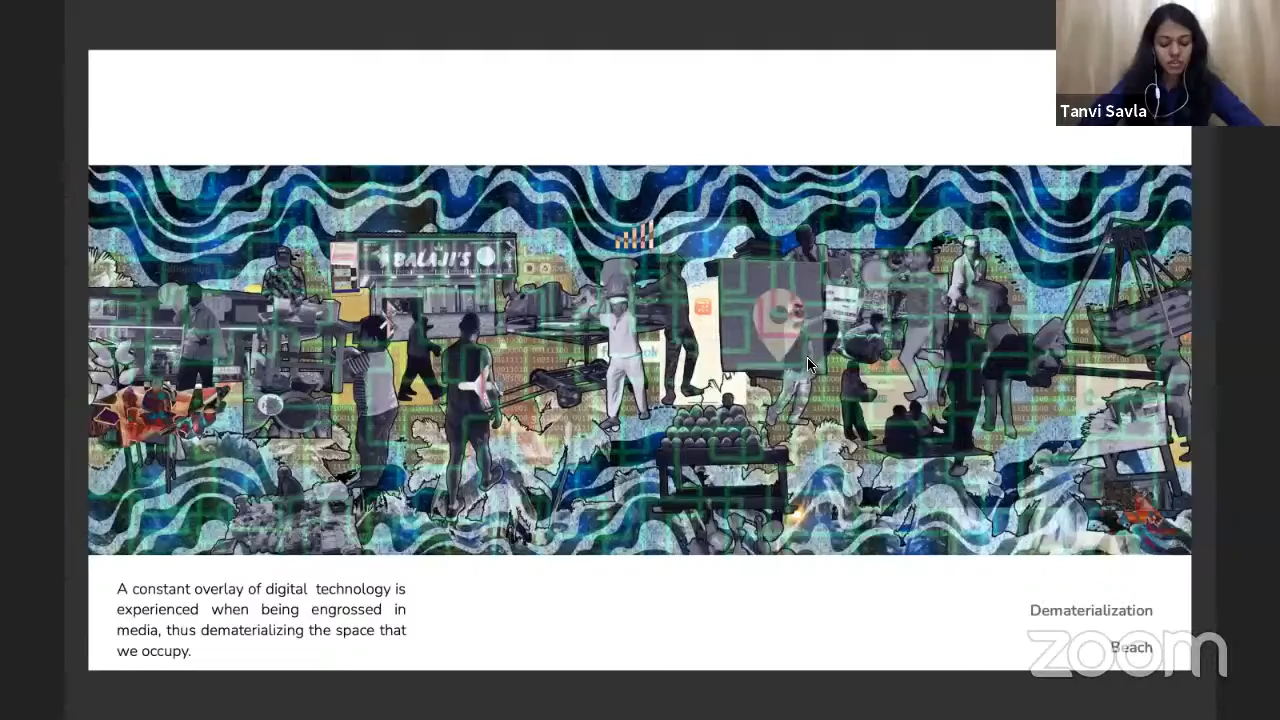 Tanvi Savla
BALAJI'S
A constant overlay of digital technology is
experienced when being engrossed in
media, thus dematerializing the space that
we occupy.
Dematerialization
Beach
zoom